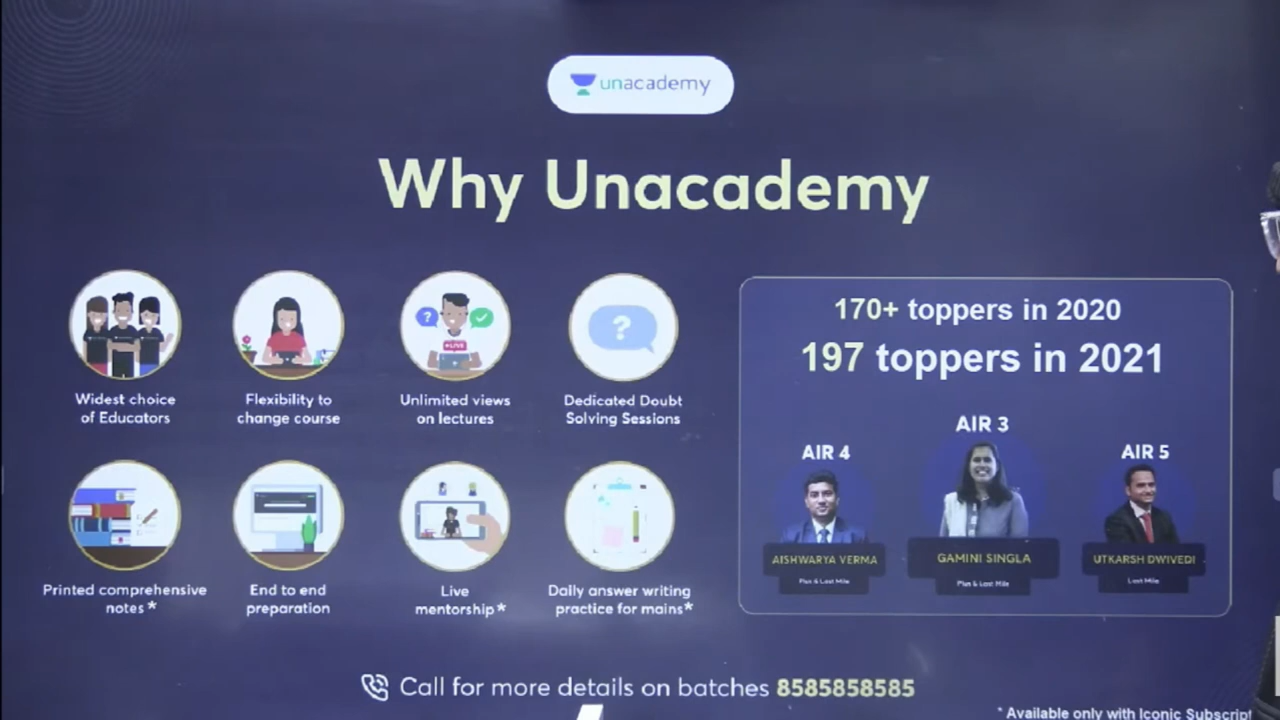 unacademy
Why Unacademy
Widest choice
of Educators
Flexibility to
change course
Unlimited views
on lectures
Dedicated Doubt
Solving Sessions
Printed comprehensive
notes *
End to end
preparation
Live
mentorship*
Daily answer writing
practice for mains*
170+ toppers in 2020
197 toppers in 2021
AIR 4
AISHWARYA VERMA
Plus & Last Mile
AIR 3
GAMINI SINGLA
Plus & Last Mile
AIR 5
UTKARSH DWIVEDI
Last Mile
Call for more details on batches 8585858585
* Available only with Iconic Subscript